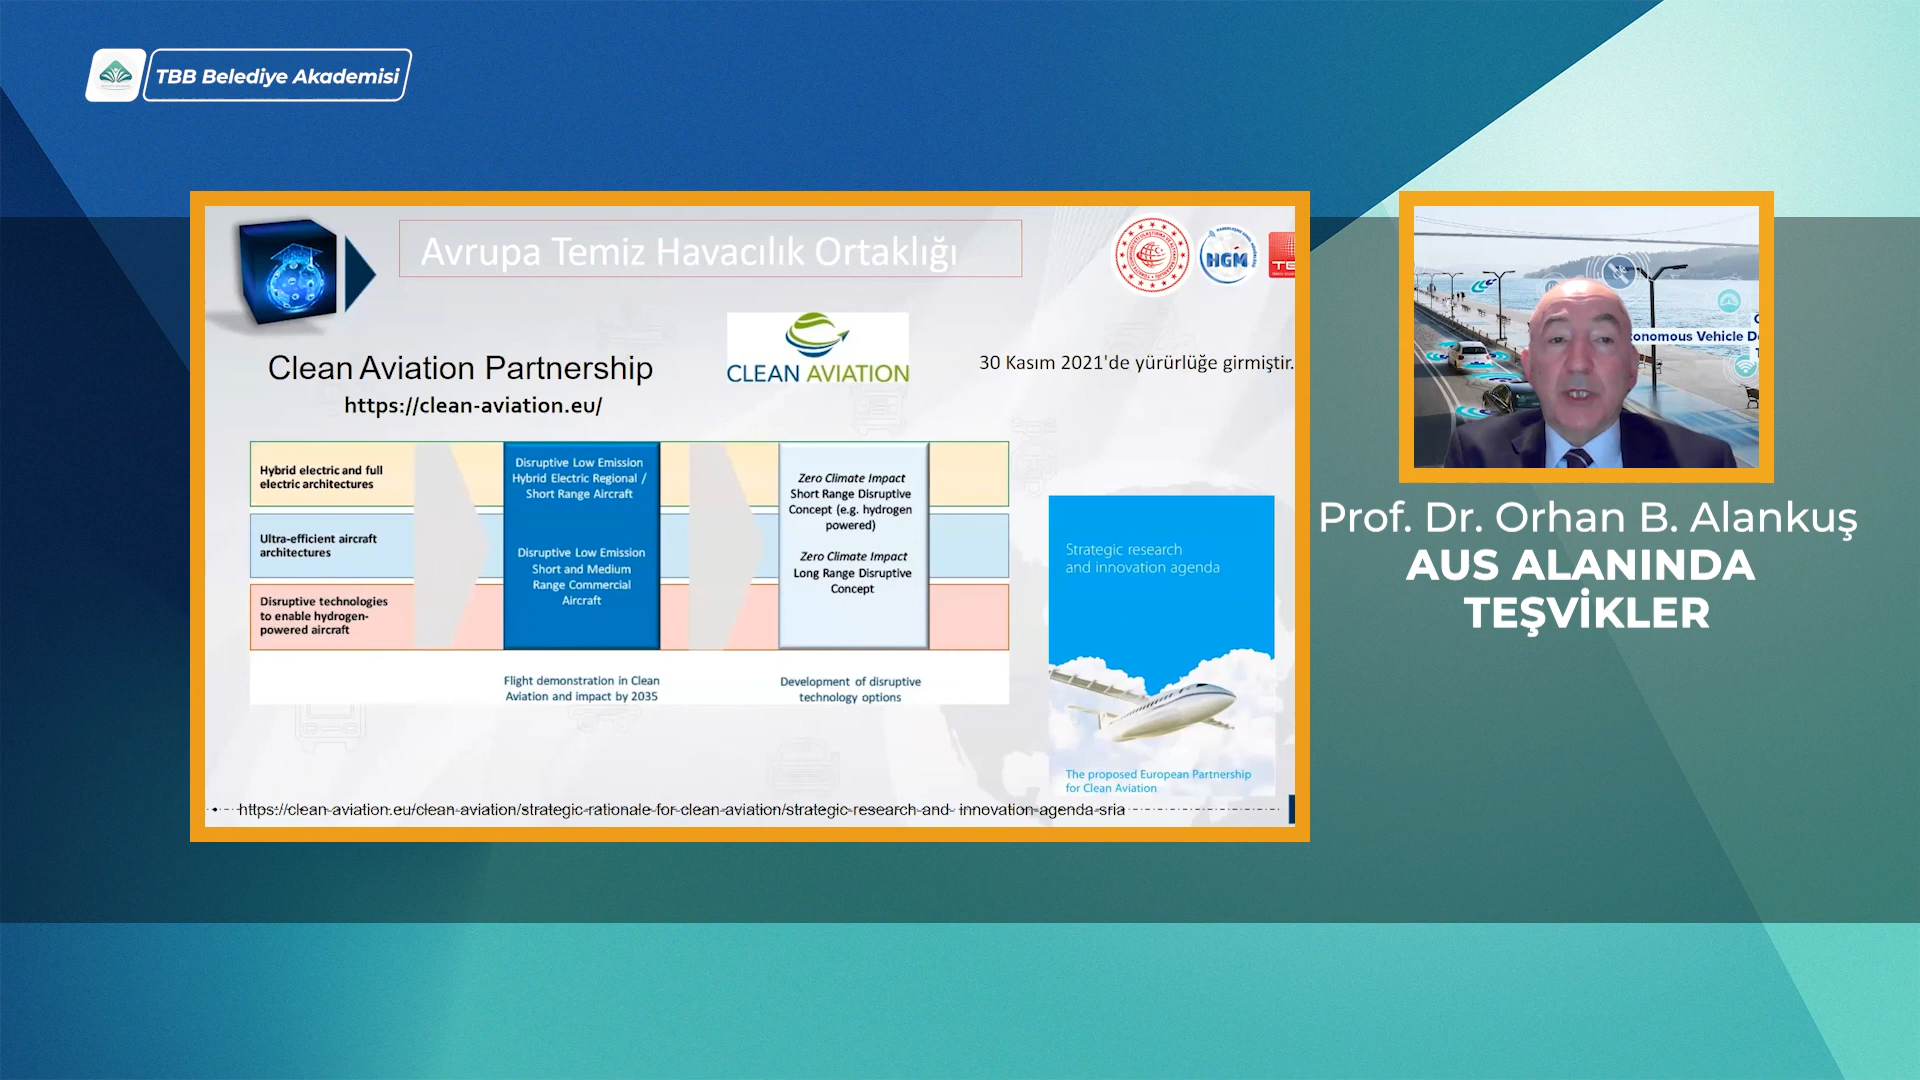 TBB Belediye Akademisi
Avrupa Temiz Havacılık Ortaklığı
HGM
Clean Aviation Partnership
https://clean-aviation.eu/
CLEAN AVIATION
30 Kasım 2021'de yürürlüğe girmiştir.
Hybrid electric and full
electric architectures
Ultra-efficient aircraft
architectures
Disruptive technologies
to enable hydrogen-
powered aircraft
Disruptive Low Emission
Hybrid Electric Regional /
Short Range Aircraft
Disruptive Low Emission
Short and Medium
Range Commercial
Aircraft
Zero Climate Impact
Short Range Disruptive
Concept (e.g. hydrogen
powered)
Zero Climate Impact
Long Range Disruptive
Concept
Flight demonstration in Clean
Aviation and impact by 2035
Development of disruptive
technology options
Strategic research
and innovation agenda
The proposed European Partnership
for Clean Aviation
https://clean-aviation.eu/clean-aviation/strategic-rationale-for-clean-aviation/strategic-research-and- innovation-agenda-sria
Vehicle
Prof. Dr. Orhan B. Alankuş
AUS ALANINDA
TEŞVİKLER